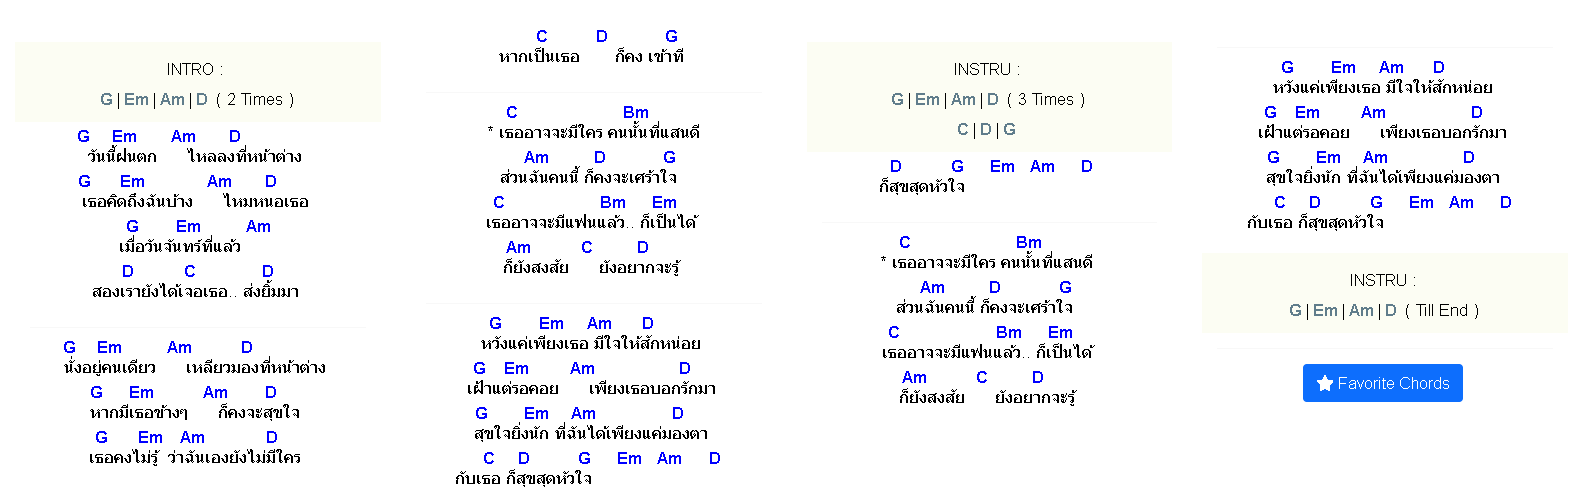 INTRO :
G | Em | Am | D ( 2 Times )
G Em Am D
วันนี้ฝนตก ไหลลงที่หน้าต่าง
G Em Am D
เธอคิดถึงฉันบ้าง ไหมหนอเธอ
G Em Am
เมื่อวันจันทร์ที่แล้ว
D C D
สองเรายังได้เจอเธอ.. ส่งยิ้มมา
G Em Am D
นั่งอยู่คนเดียว เหลียวมองที่หน้าต่าง
G Em Am D
หากมีเธอข้างๆ ก็คงจะสุขใจ
G Em Am D
เธอคงไม่รู้ ว่าฉันเองยังไม่มีใคร
C D G
หากเป็นเธอ ก็คง เข้าที
C Bm
* เธออาจจะมีใคร คนนั้นที่แสนดี
Am D G
ส่วนฉันคนนี้ ก็คงจะเศร้าใจ
C Bm Em
เธออาจจะมีแฟนแล้ว.. ก็เป็นได้
Am C D
ก็ยังสงสัย ยังอยากจะรู้
G Em Am D
หวังแค่เพียงเธอ มีใจให้สักหน่อย
G Em Am D
เฝ้าแต่รอคอย เพียงเธอบอกรักมา
G Em Am D
สุขใจยิ่งนัก ที่ฉันได้เพียงแค่มองตา
C D G Em Am D
กับเธอ ก็สุขสุดหัวใจ
INSTRU :
G | Em | Am | D ( 3 Times )
C | D | G
D G Em Am D
ก็สุขสุดหัวใจ
C Bm
* เธออาจจะมีใคร คนนั้นที่แสนดี
Am D G
ส่วนฉันคนนี้ ก็คงจะเศร้าใจ
C Bm Em
เธออาจจะมีแฟนแล้ว.. ก็เป็นได้
Am C D
ก็ยังสงสัย ยังอยากจะรู้
G Em Am D
หวังแค่เพียงเธอ มีใจให้สักหน่อย
G Em Am D
เฝ้าแต่รอคอย เพียงเธอบอกรักมา
G Em Am D
สุขใจยิ่งนัก ที่ฉันได้เพียงแค่มองตา
C D G Em Am D
กับเธอ ก็สุขสุดหัวใจ
INSTRU :
G | Em | Am | D ( Till End )
Favorite Chords